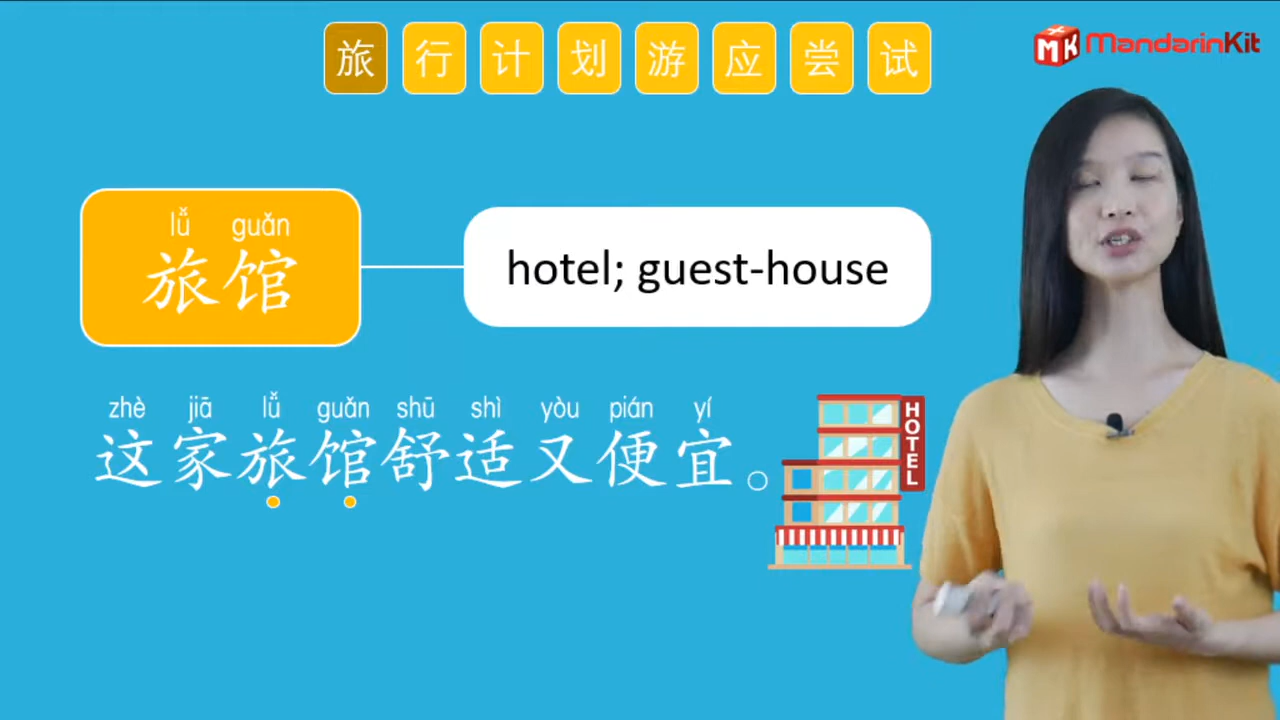 旅行计划游应尝试
MK MandarinKit
lǚ guǎn
旅馆
hotel; guest-house
zhè jiā lǚ guǎn shū shì yòu pián yí
这家旅馆舒适又便宜。
HOTEL